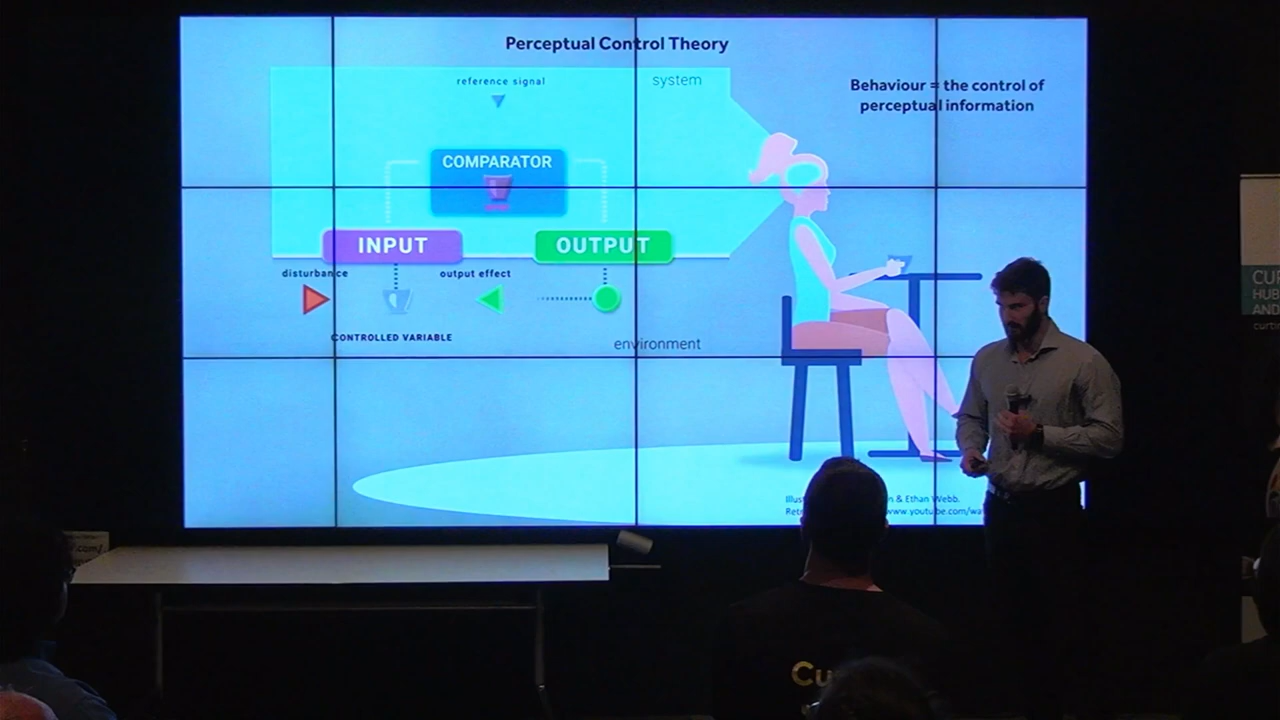 Perceptual Control Theory
reference signal
system
Behaviour = the control of
perceptual information
COMPARATOR
INPUT
OUTPUT
disturbance
output effect
CONTROLLED VARIABLE
environment
& Ethan Webb.
www.youtube.com/wa